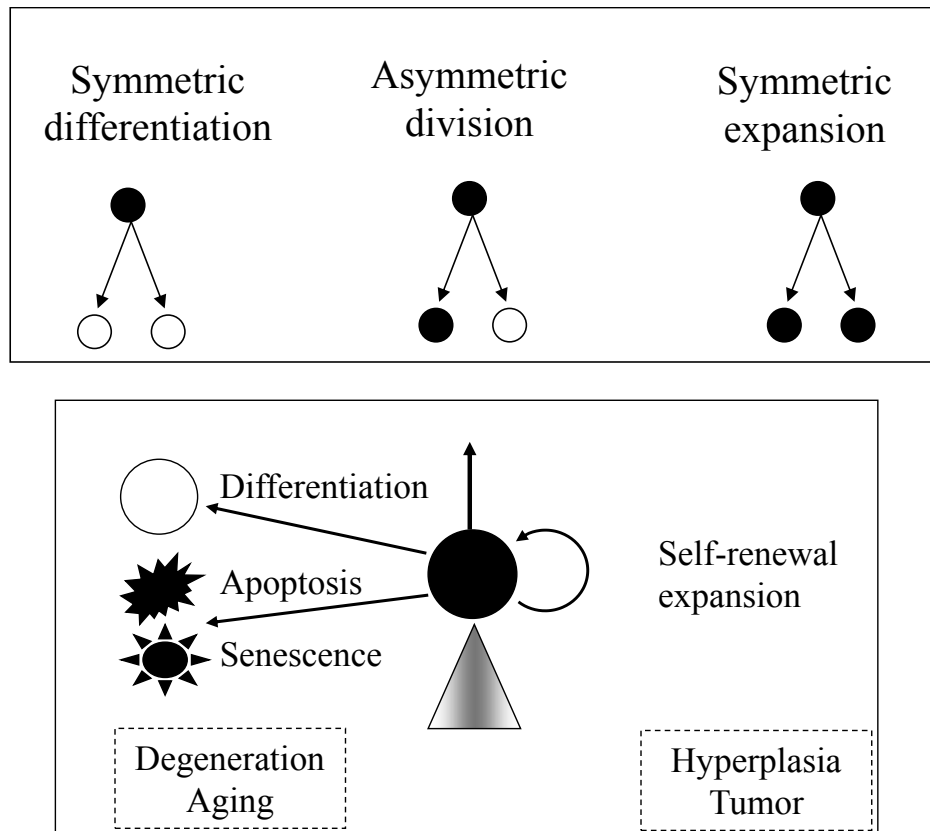 Symmetric
differentiation
Asymmetric
division
Symmetric
expansion
Differentiation
Apoptosis
Senescence
Self-renewal
expansion
Degeneration
Aging
Hyperplasia
Tumor